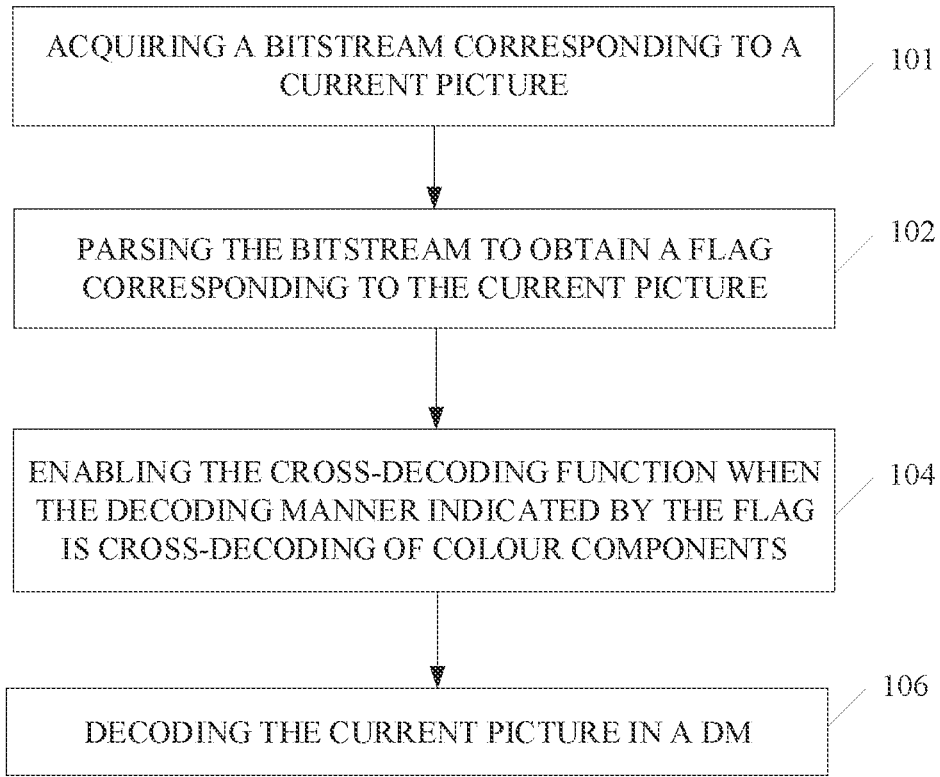 ACQUIRING A BITSTREAM CORRESPONDING TO A
CURRENT PICTURE
101
PARSING THE BITSTREAM TO OBTAIN A FLAG
CORRESPONDING TO THE CURRENT PICTURE
102
ENABLING THE CROSS-DECODING FUNCTION WHEN
THE DECODING MANNER INDICATED BY THE FLAG
IS CROSS-DECODING OF COLOUR COMPONENTS
104
DECODING THE CURRENT PICTURE IN A DM
106